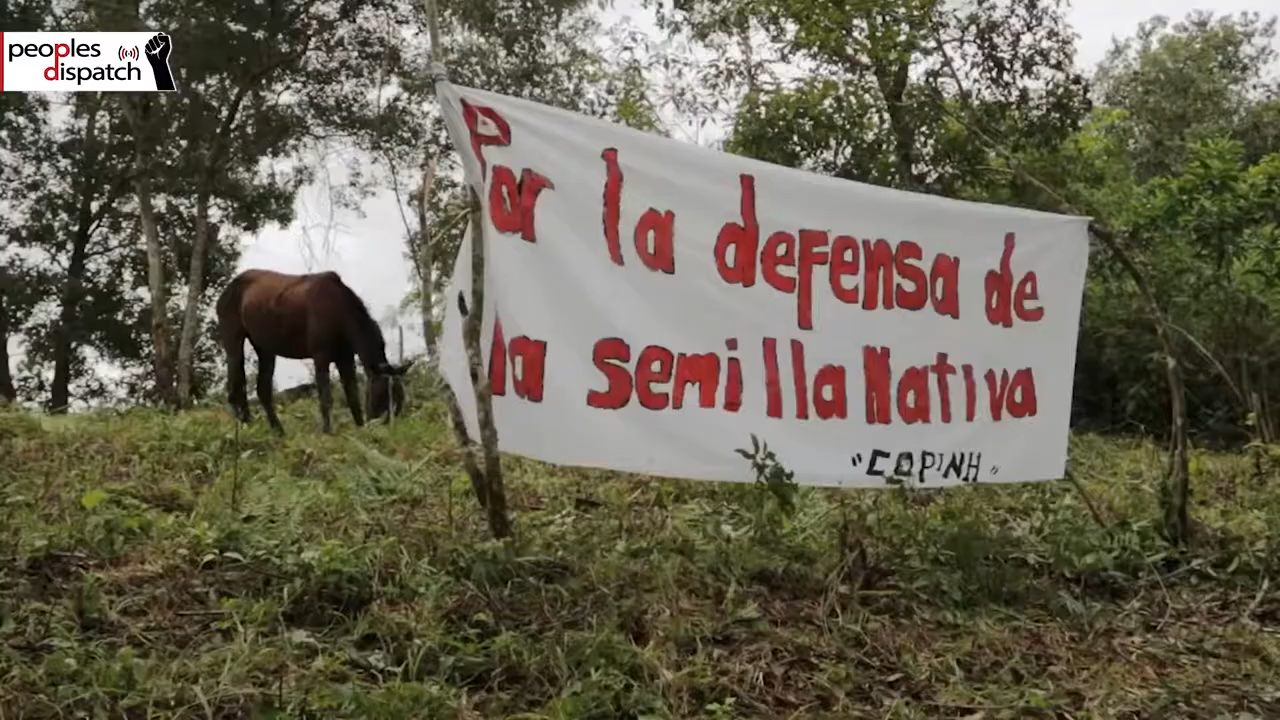 peoples
dispatch
Por la defensa de
la semilla Nativa
"COPINH"